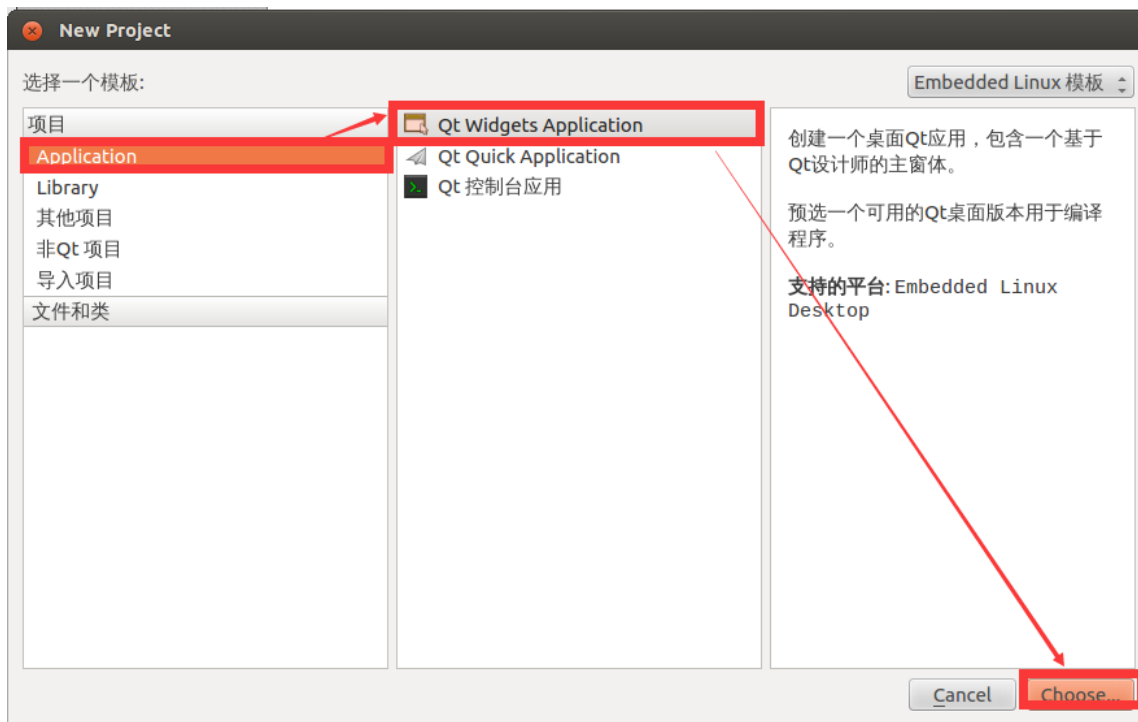 New Project
选择一个模板:
Embedded Linux 模板
项目
Application
Library
其他项目
非Qt 项目
导入项目
文件和类
Qt Widgets Application
Qt Quick Application
Qt 控制台应用
创建一个桌面Qt应用，包含一个基于
Qt设计师的主窗体。
预选一个可用的Qt桌面版本用于编译
程序。
支持的平台: Embedded Linux
Desktop
Cancel
Choose...